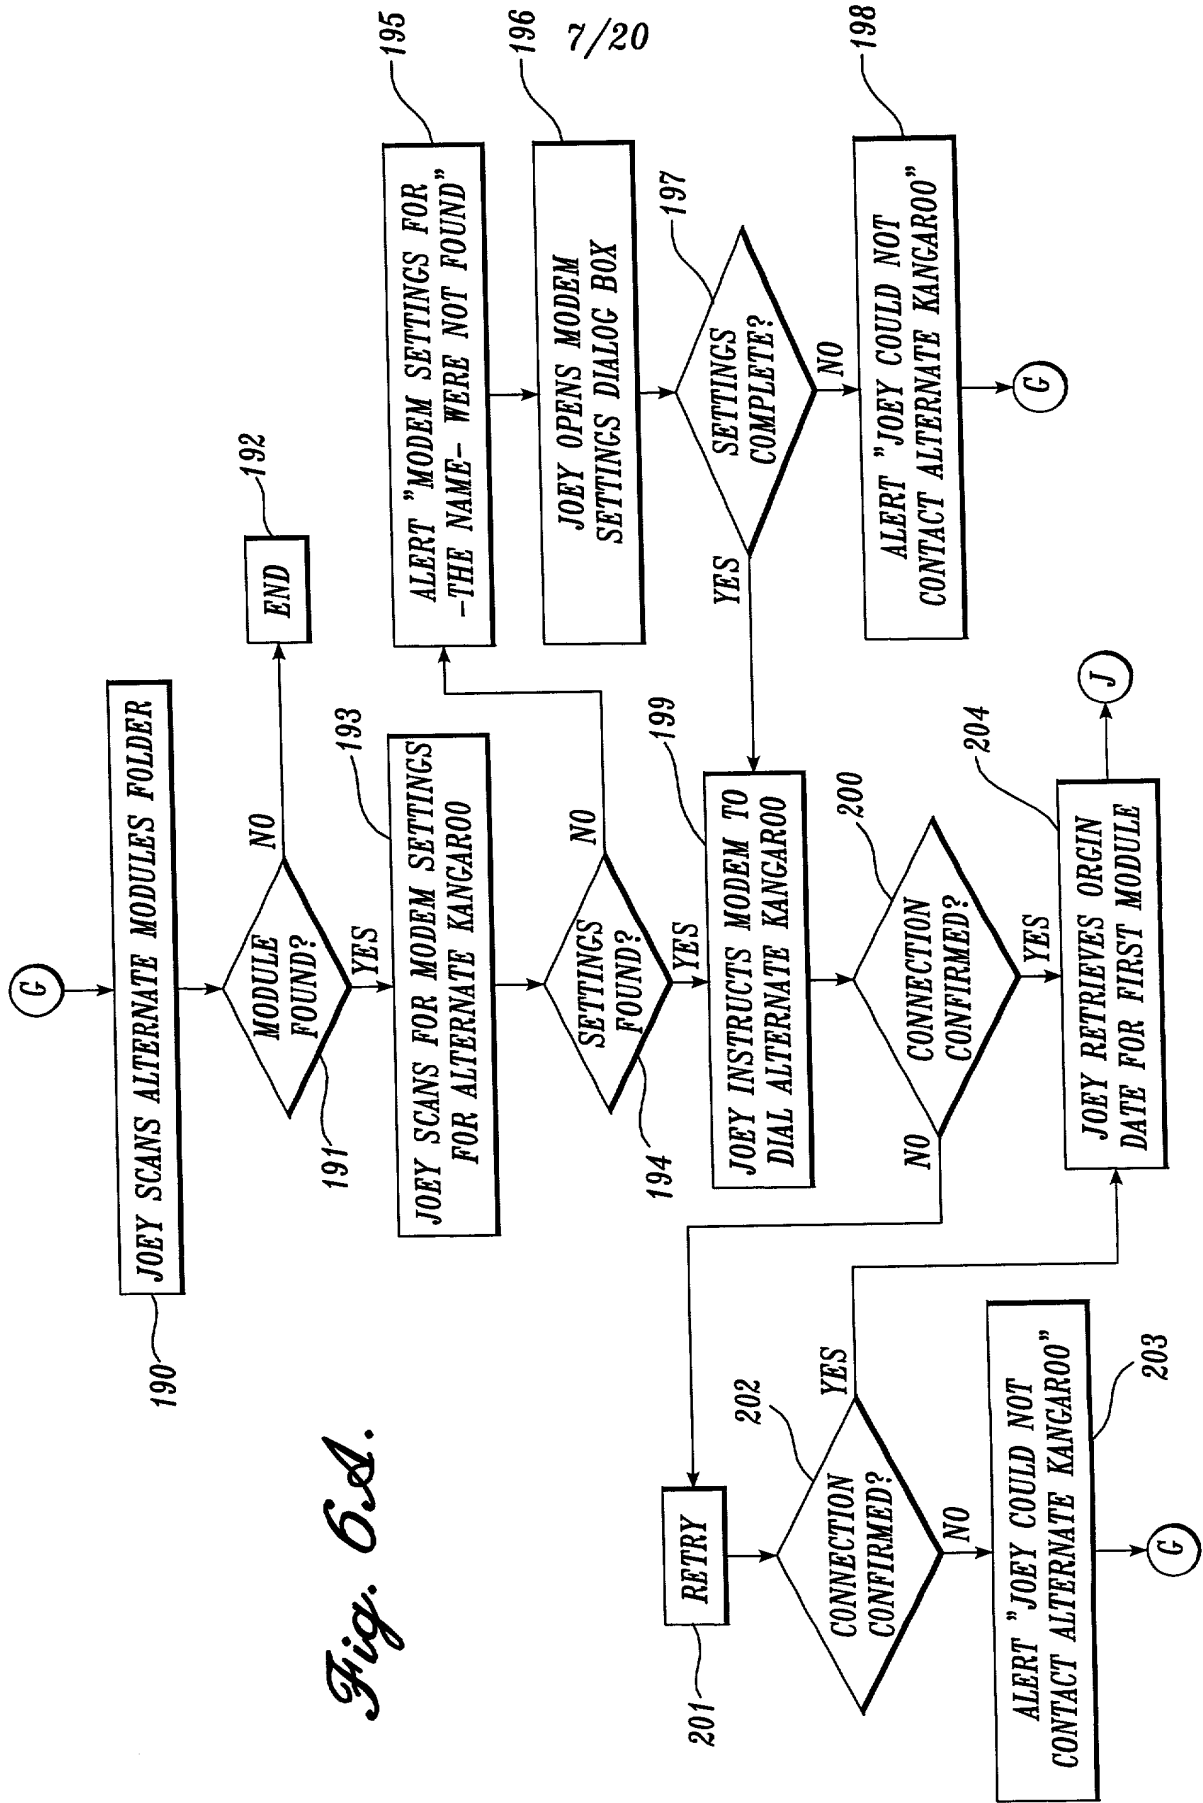 7/20
G
JOEY SCANS ALTERNATE MODULES FOLDER
190
MODULE
FOUND?
191
NO
END
192
YES
JOEY SCANS FOR MODEM SETTINGS
FOR ALTERNATE KANGAROO
193
SETTINGS
FOUND?
194
NO
ALERT "MODEM SETTINGS FOR
-THE NAME- WERE NOT FOUND"
195
JOEY OPENS MODEM
SETTINGS DIALOG BOX
196
SETTINGS
COMPLETE?
197
YES
NO
ALERT "JOEY COULD NOT
CONTACT ALTERNATE KANGAROO"
198
G
YES
JOEY INSTRUCTS MODEM TO
DIAL ALTERNATE KANGAROO
199
CONNECTION
CONFIRMED?
200
NO
YES
RETRY
201
CONNECTION
CONFIRMED?
202
YES
NO
ALERT "JOEY COULD NOT
CONTACT ALTERNATE KANGAROO"
203
G
JOEY RETRIEVES ORGIN
DATE FOR FIRST MODULE
204
J
Fig. 6A.